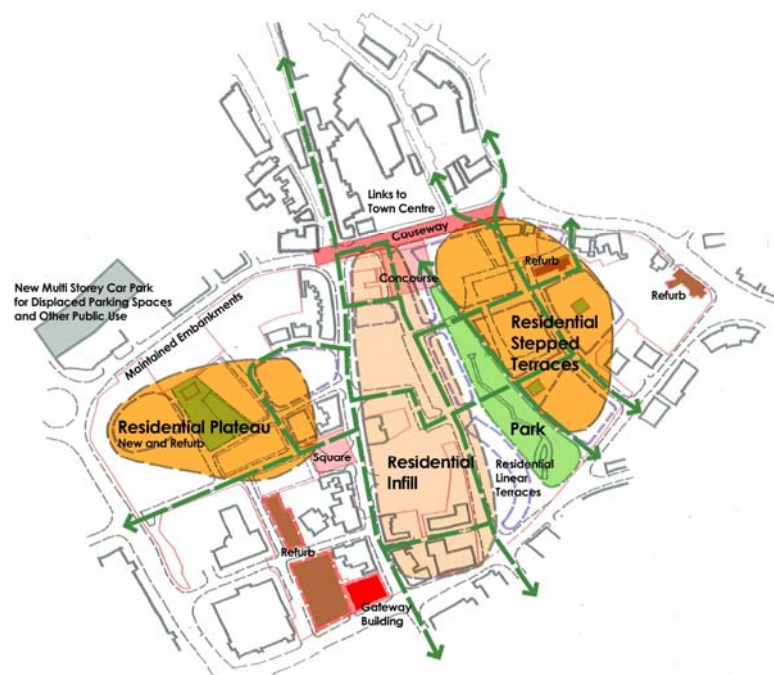 Links to
Town Centre
Causeway
Concourse
Refurb
Refurb
New Multi Storey Car Park
for Displaced Parking Spaces
and Other Public Use
Maintained Embankments
Residential
Stepped
Terraces
Residential Plateau
New and Refurb
Park
Square
Residential
Infill
Residential
Linear
Terraces
Refurb
Gateway
Building